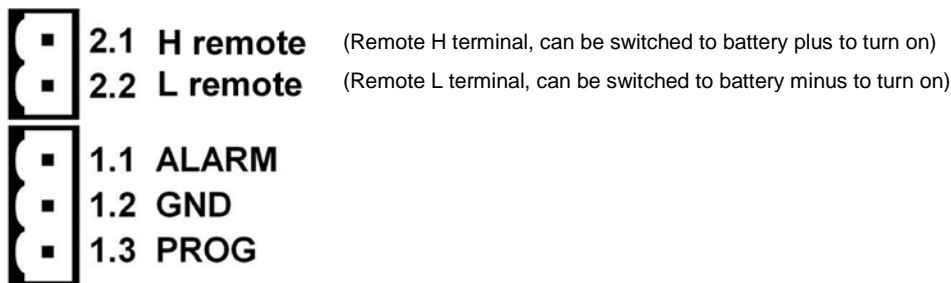 2.1 H remote (Remote H terminal, can be switched to battery plus to turn on)
2.2 L remote (Remote L terminal, can be switched to battery minus to turn on)
1.1 ALARM
1.2 GND
1.3 PROG